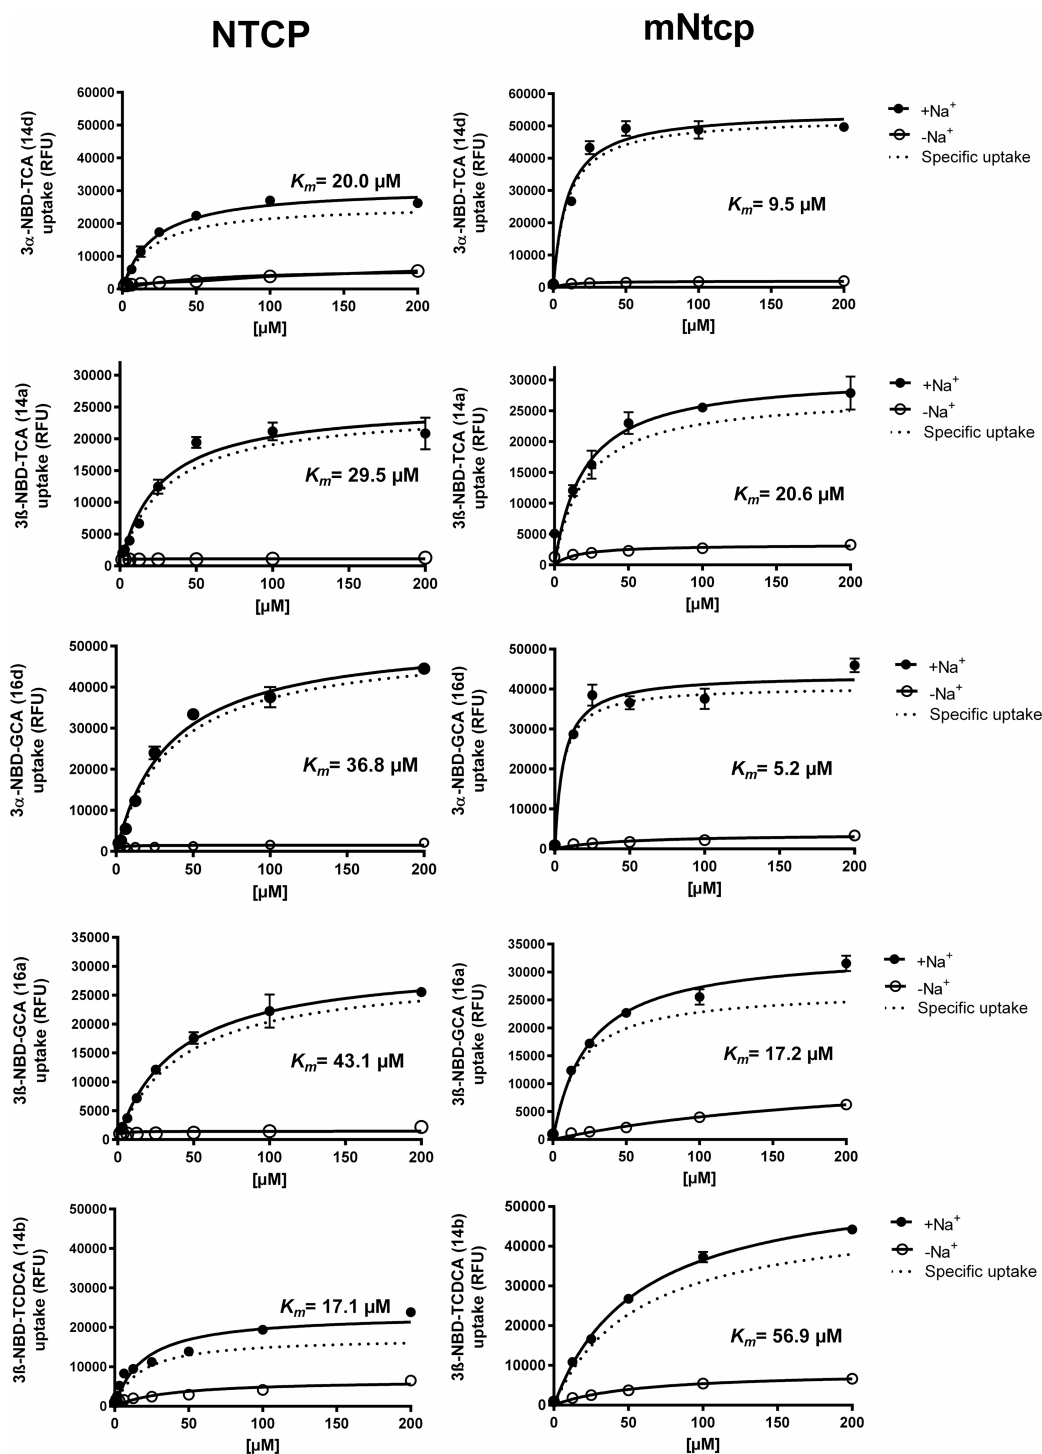 NTCP
mNtcp
3α-NBD-TCA (14d)
uptake (RFU)
60000
50000
40000
30000
20000
10000
0
0
50
100
150
200
[µM]
Km= 20.0 µM
3α-NBD-TCA (14d)
uptake (RFU)
60000
50000
40000
30000
20000
10000
0
0
50
100
150
200
[µM]
Km= 9.5 µM
+Na+
-Na+
Specific uptake
3ß-NBD-TCA (14a)
uptake (RFU)
30000
25000
20000
15000
10000
5000
0
0
50
100
150
200
[µM]
Km= 29.5 µM
3ß-NBD-TCA (14a)
uptake (RFU)
30000
25000
20000
15000
10000
5000
0
0
50
100
150
200
[µM]
Km= 20.6 µM
+Na+
-Na+
Specific uptake
3α-NBD-GCA (16d)
uptake (RFU)
50000
40000
30000
20000
10000
0
0
50
100
150
200
[µM]
Km= 36.8 µM
3α-NBD-GCA (16d)
uptake (RFU)
50000
40000
30000
20000
10000
0
0
50
100
150
200
[µM]
Km= 5.2 µM
+Na+
-Na+
Specific uptake
3ß-NBD-GCA (16a)
uptake (RFU)
35000
30000
25000
20000
15000
10000
5000
0
0
50
100
150
200
[µM]
Km= 43.1 µM
3ß-NBD-GCA (16a)
uptake (RFU)
35000
30000
25000
20000
15000
10000
5000
0
0
50
100
150
200
[µM]
Km= 17.2 µM
+Na+
-Na+
Specific uptake
3ß-NBD-TCDCA (14b)
uptake (RFU)
50000
40000
30000
20000
10000
0
0
50
100
150
200
[µM]
Km= 17.1 µM
3ß-NBD-TCDCA (14b)
uptake (RFU)
50000
40000
30000
20000
10000
0
0
50
100
150
200
[µM]
Km= 56.9 µM
+Na+
-Na+
Specific uptake